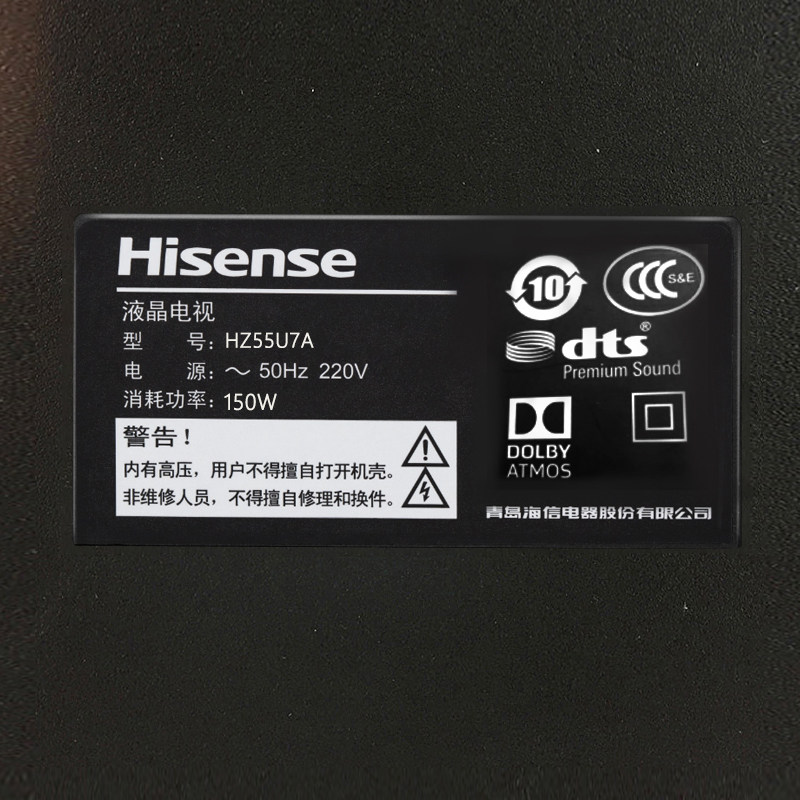 Hisense
液晶电视
型 号: HZ55U7A
电 源: ～ 50Hz 220V
消耗功率: 150W
警告!
内有高压，用户不得擅自打开机壳。
非维修人员，不得擅自修理和换件。
10
CCC S&E
dts®
Premium Sound
DOLBY
ATMOS
青岛海信电器股份有限公司